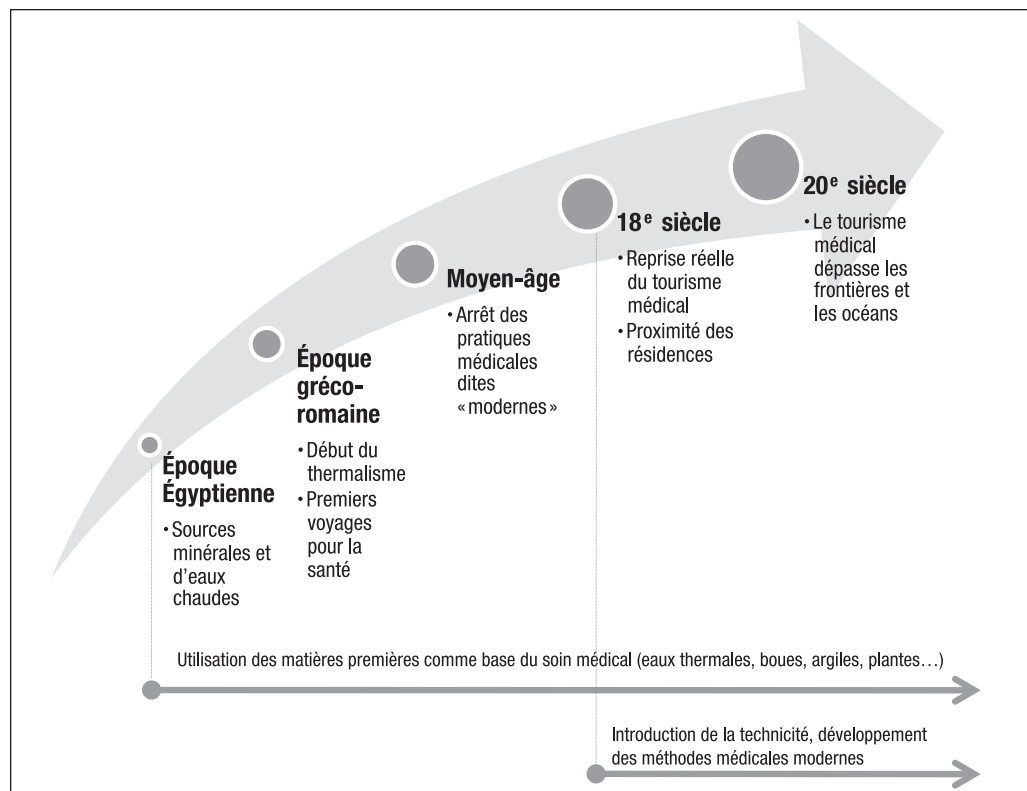 Époque
Égyptienne
• Sources
minérales et
d'eaux
chaudes
Époque
gréco-
romaine
• Début du
thermalisme
• Premiers
voyages
pour la
santé
Moyen-âge
• Arrêt des
pratiques
médicales
dites
« modernes »
18e siècle
• Reprise réelle
du tourisme
médical
• Proximité des
résidences
20e siècle
• Le tourisme
médical
dépasse les
frontières et
les océans
Utilisation des matières premières comme base du soin médical (eaux thermales, boues, argiles, plantes…)
Introduction de la technicité, développement
des méthodes médicales modernes